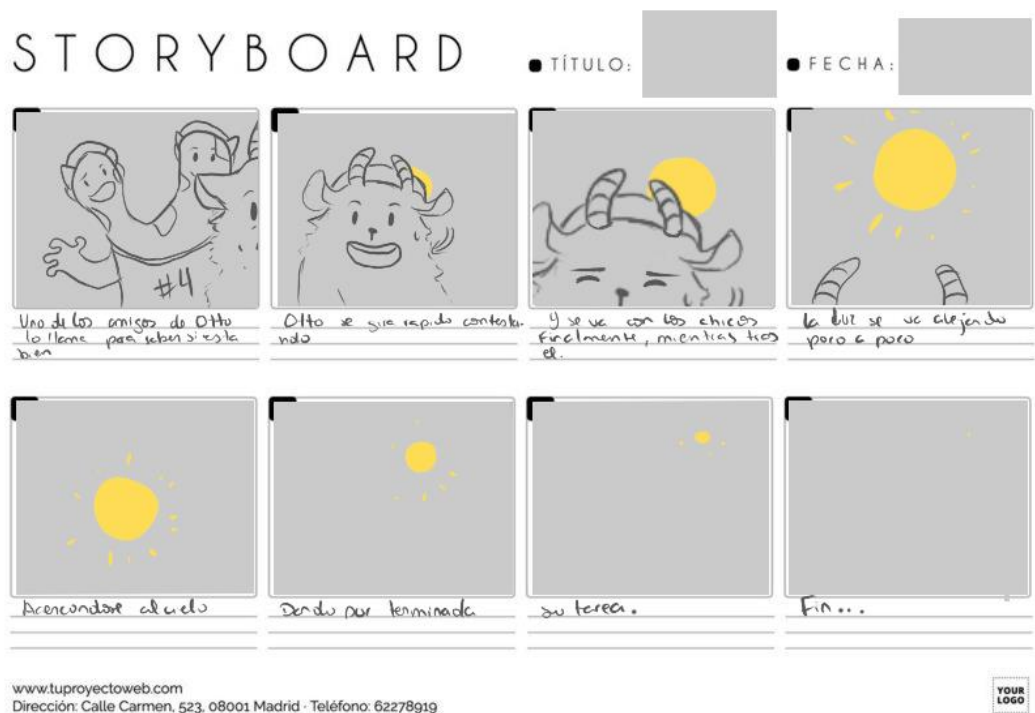 STORYBOARD
TÍTULO:
FECHA:
#4
Uno de los amigos de Otto
lo llama para saber si esta
bien
Otto se gira rapido contesta-
ndo
Y se va con los chicos
finalmente, mientras tras
el.
la luz se va alejando
poco a poco
Acercandose al cielo
Dando por terminada
su tarea.
Fin...
www.tuproyectoweb.com
Dirección: Calle Carmen, 523, 08001 Madrid · Teléfono: 62278919
YOUR
LOGO